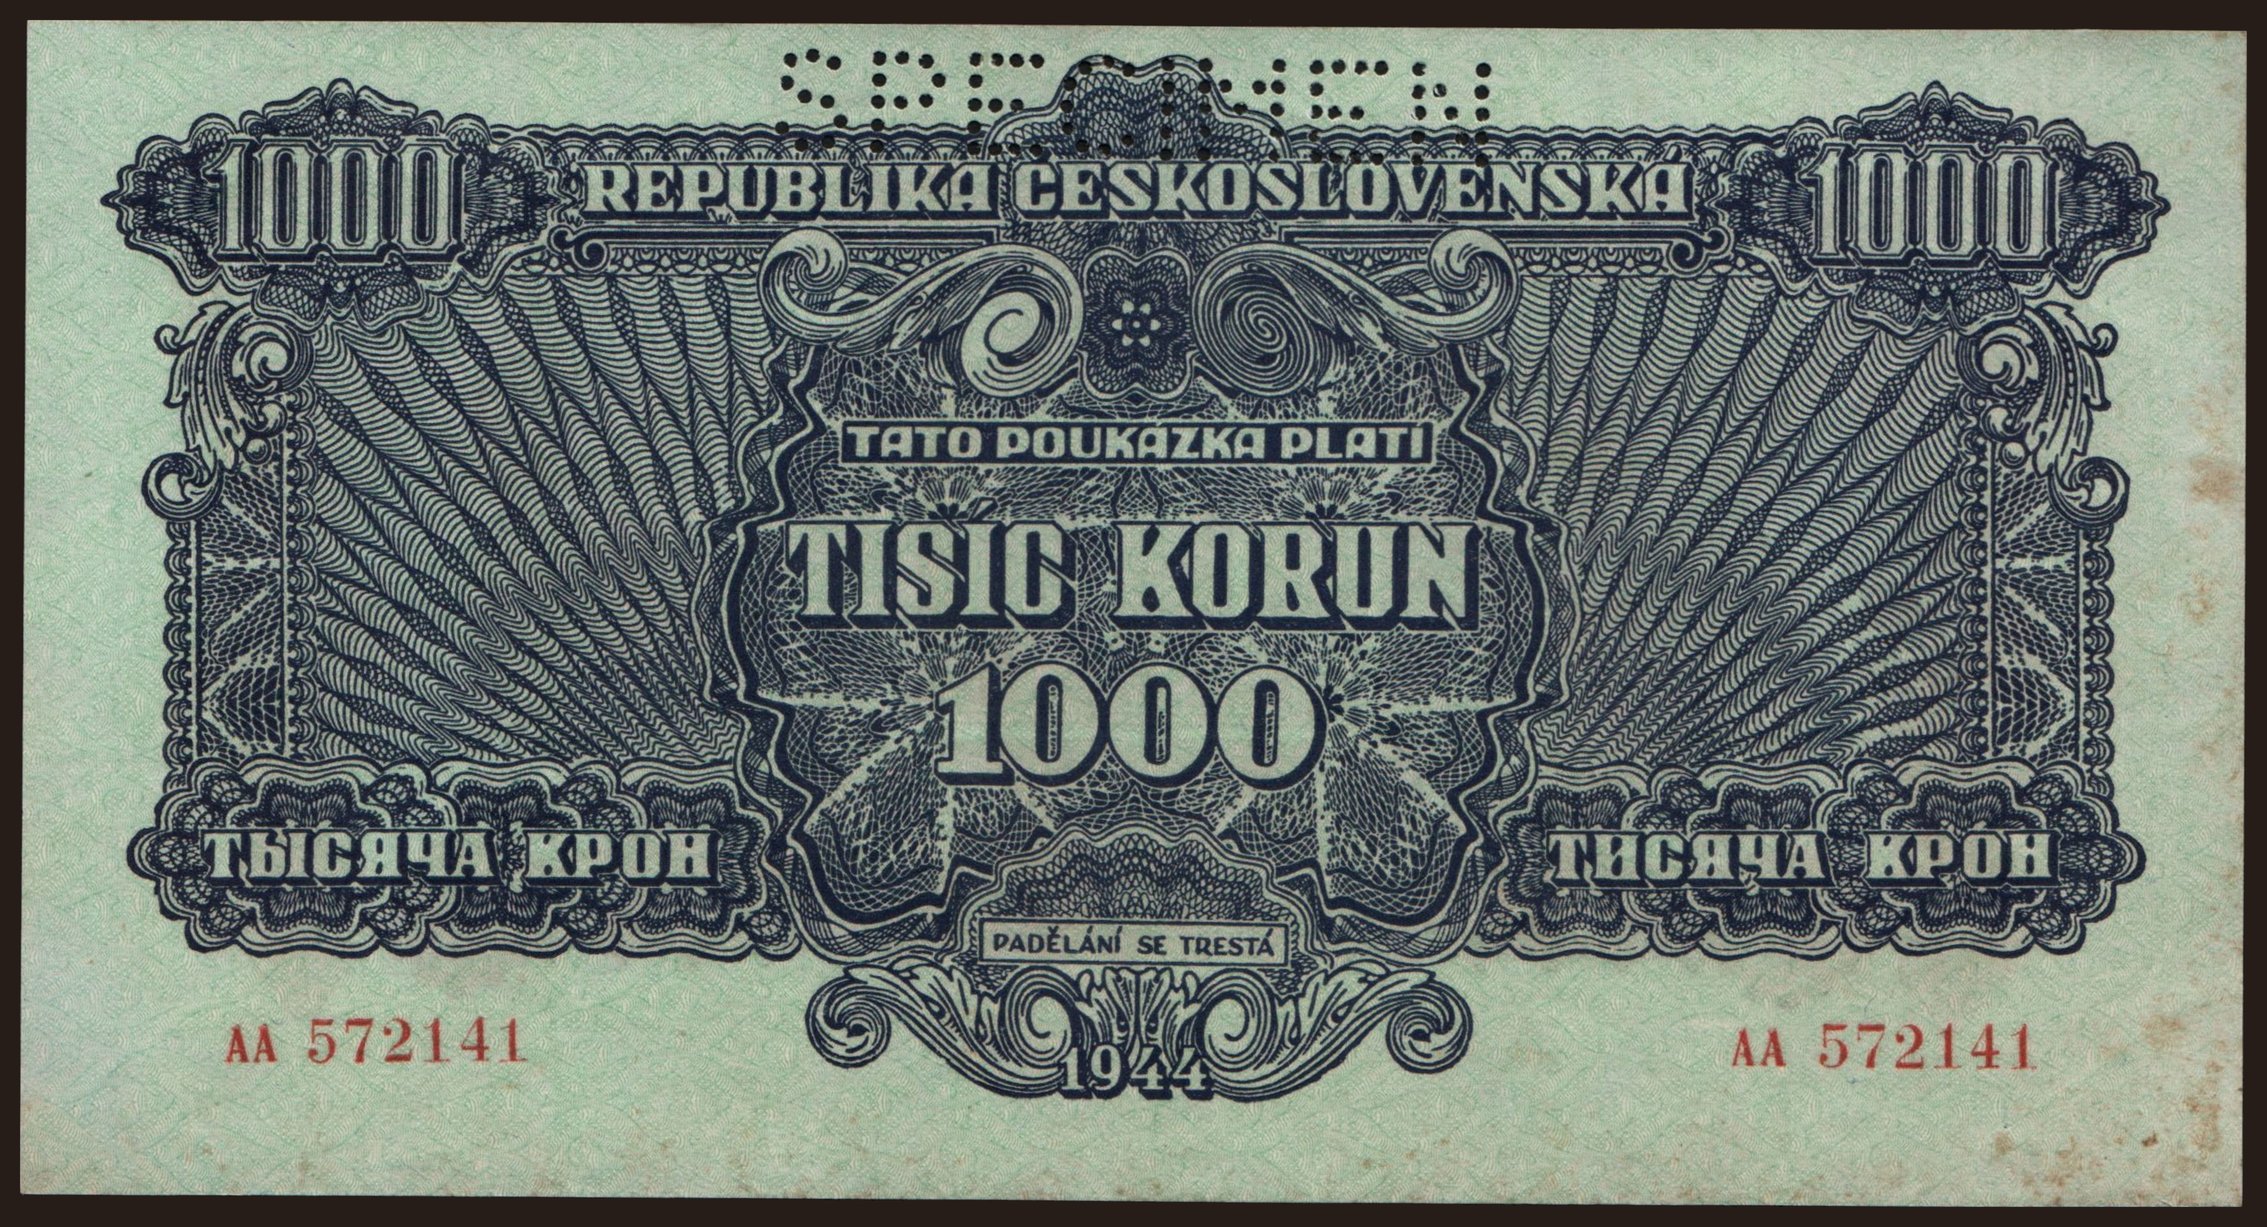 SPECIMEN
1000 REPUBLIKA ČESKOSLOVENSKÁ 1000
TATO POUKÁZKA PLATÍ
TISÍC KORUN
1000
ТЫСЯЧА КРОН
ТИСЯЧА КРОН
PADĚLÁNÍ SE TRESTÁ
AA 572141
AA 572141
1944